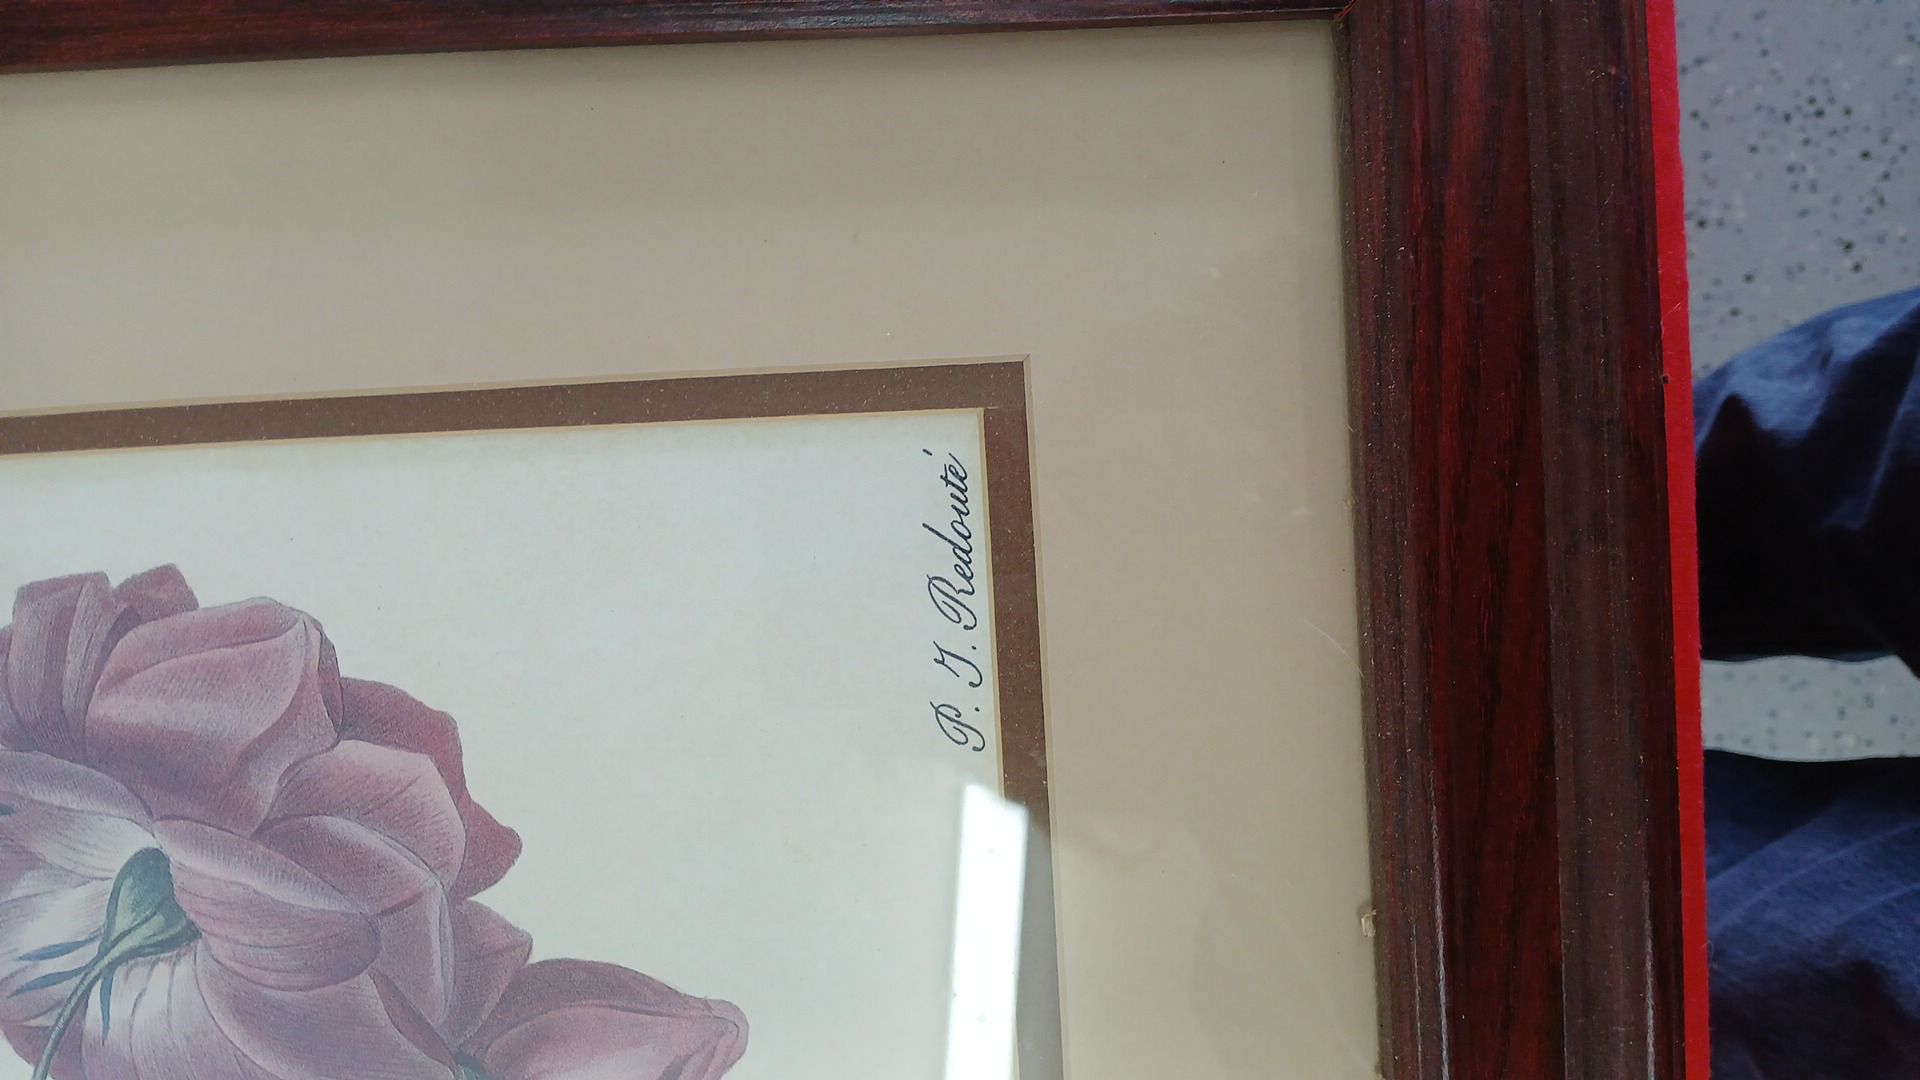 P. J. Redouté